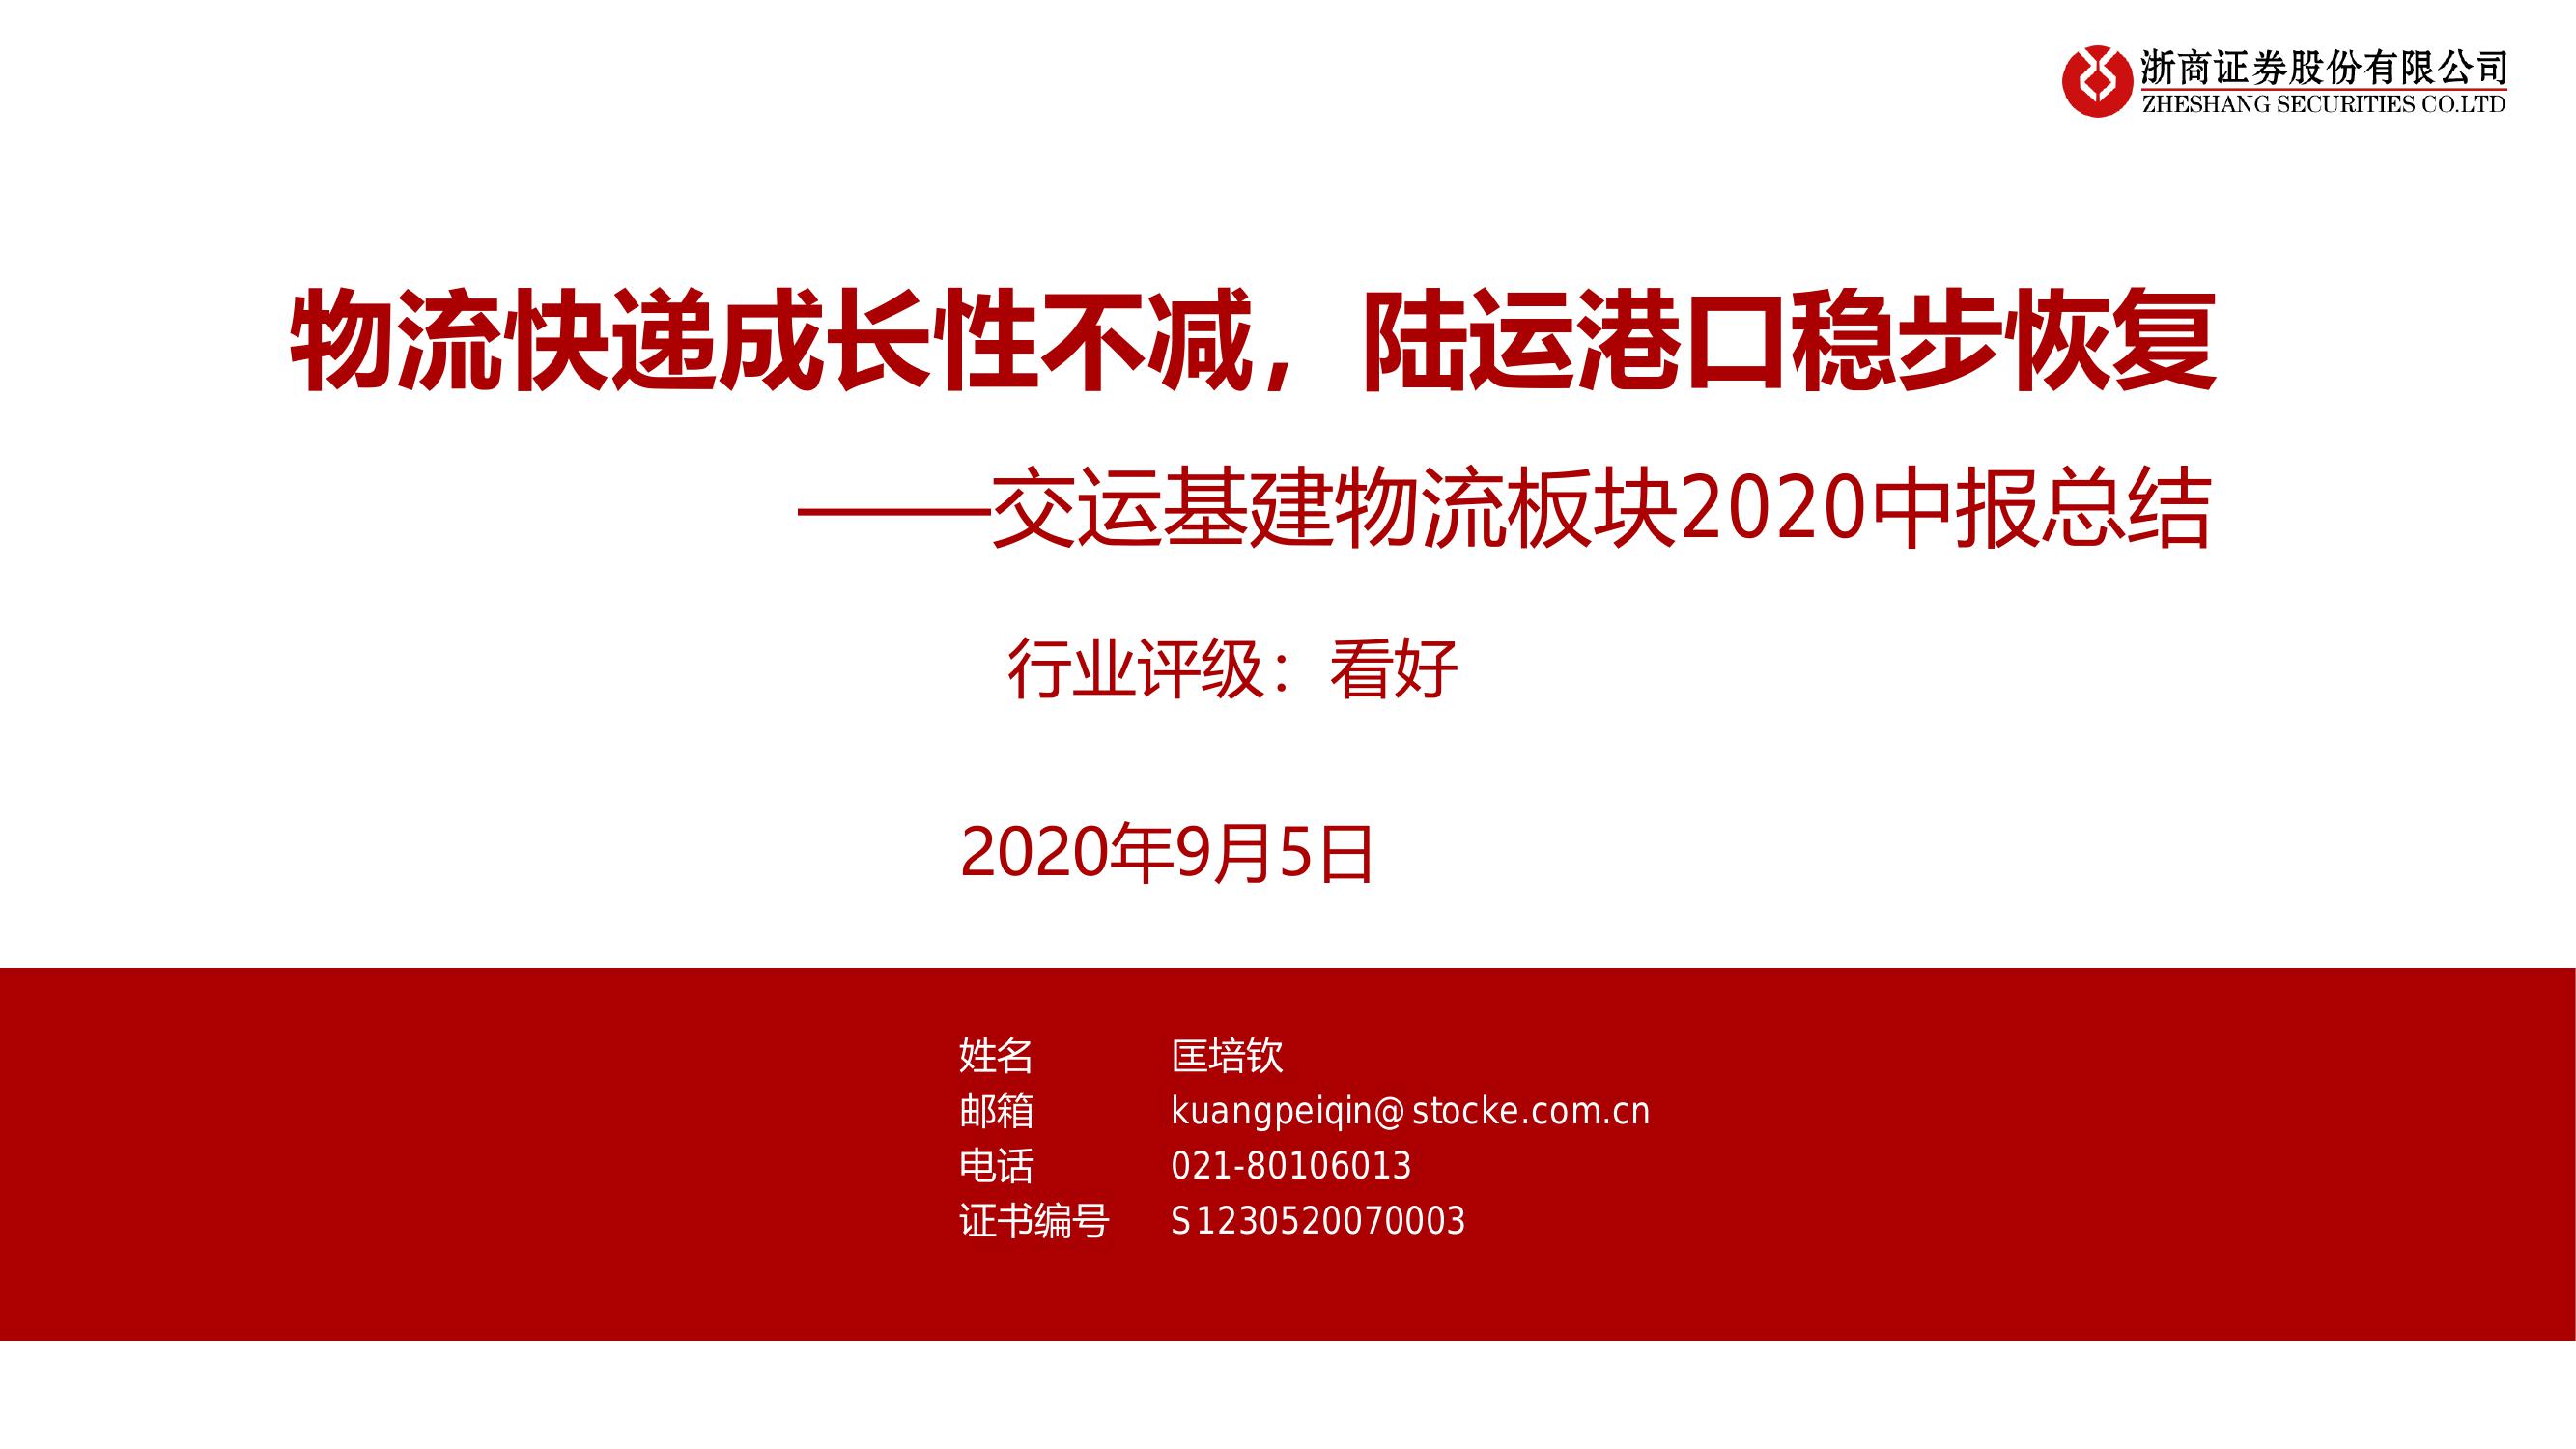 浙商证券股份有限公司
ZHESHANG SECURITIES CO.LTD
物流快递成长性不减，陆运港口稳步恢复
——交运基建物流板块2020中报总结
行业评级：看好
2020年9月5日
姓名 匡培钦
邮箱 kuangpeiqin@stocke.com.cn
电话 021-80106013
证书编号 S1230520070003